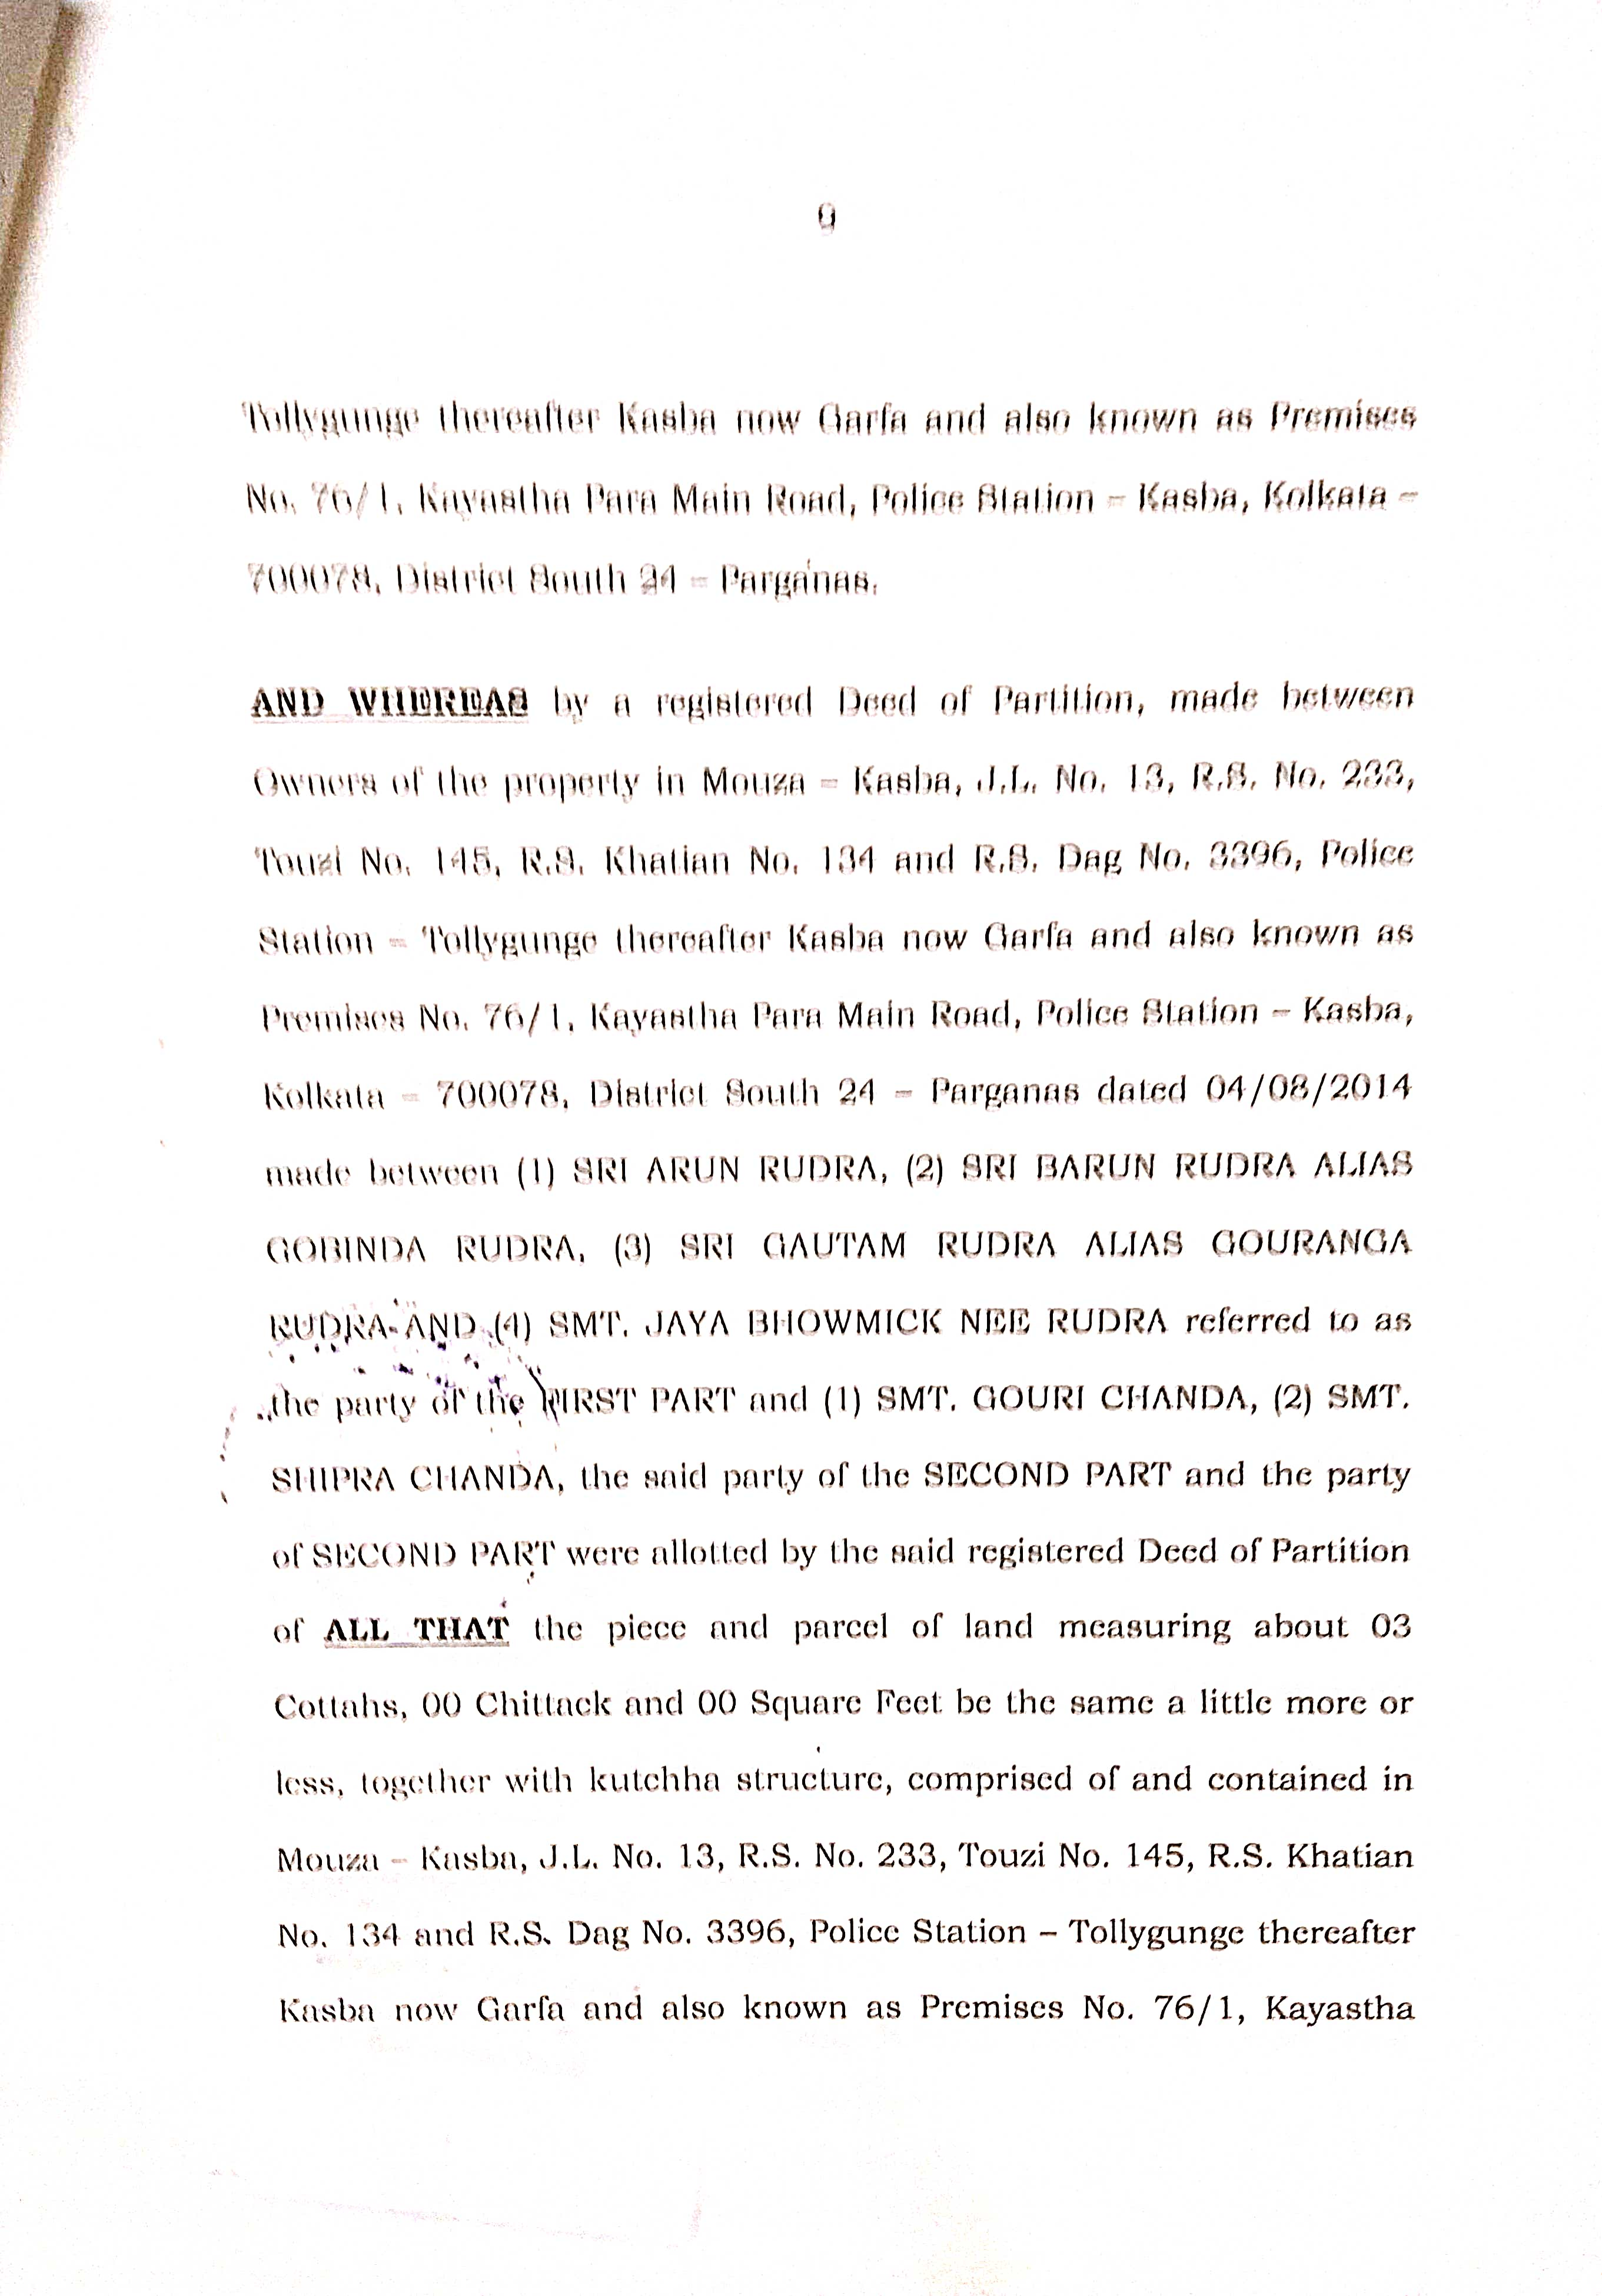 9
Tollygunge thereafter Kasba now Garfa and also known as Premises
No. 76/1, Kayastha Para Main Road, Police Station – Kasba, Kolkata –
700078, District South 24 – Parganas.
AND WHEREAS by a registered Deed of Partition, made between
Owners of the property in Mouza – Kasba, J.L. No. 13, R.S. No. 233,
Touzi No. 145, R.S. Khatian No. 134 and R.S. Dag No. 3396, Police
Station – Tollygunge thereafter Kasba now Garfa and also known as
Premises No. 76/1, Kayastha Para Main Road, Police Station – Kasba,
Kolkata – 700078, District South 24 – Parganas dated 04/08/2014
made between (1) SRI ARUN RUDRA, (2) SRI BARUN RUDRA ALIAS
GOBINDA RUDRA, (3) SRI GAUTAM RUDRA ALIAS GOURANGA
RUDRA AND (4) SMT. JAYA BHOWMICK NEE RUDRA referred to as
the party of the FIRST PART and (1) SMT. GOURI CHANDA, (2) SMT.
SHIPRA CHANDA, the said party of the SECOND PART and the party
of SECOND PART were allotted by the said registered Deed of Partition
of ALL THAT the piece and parcel of land measuring about 03
Cottahs, 00 Chittack and 00 Square Feet be the same a little more or
less, together with kutchha structure, comprised of and contained in
Mouza – Kasba, J.L. No. 13, R.S. No. 233, Touzi No. 145, R.S. Khatian
No. 134 and R.S. Dag No. 3396, Police Station – Tollygunge thereafter
Kasba now Garfa and also known as Premises No. 76/1, Kayastha